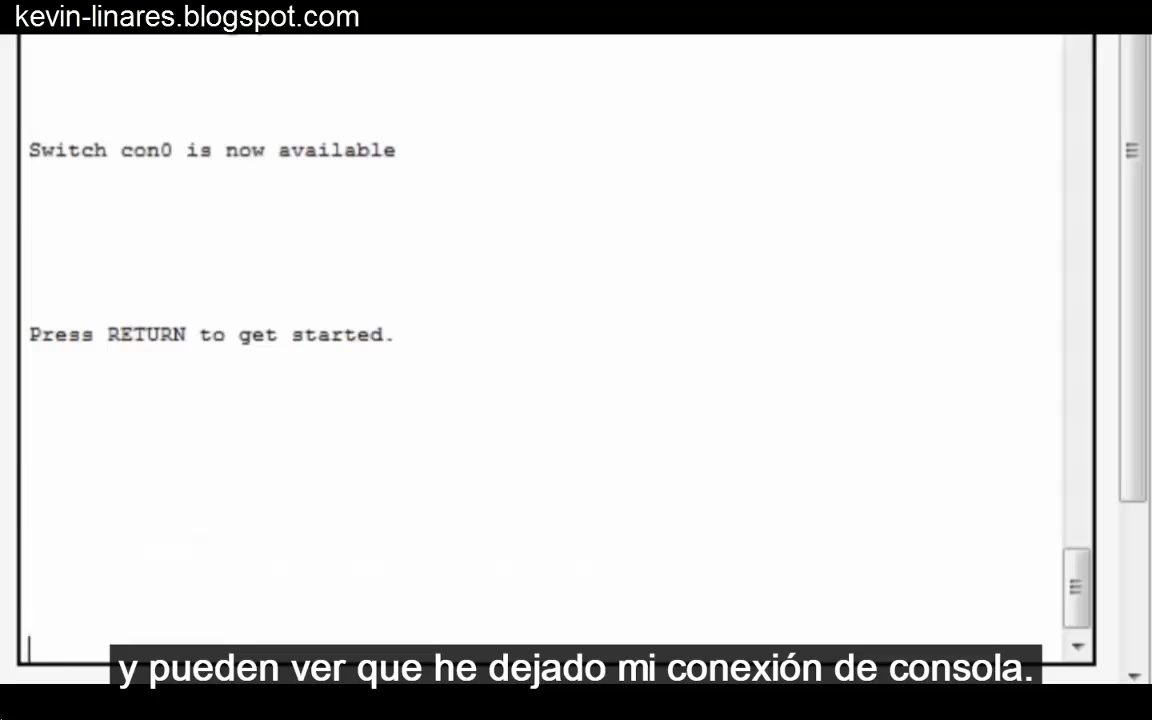 kevin-linares.blogspot.com
Switch con0 is now available
Press RETURN to get started.
y pueden ver que he dejado mi conexión de consola.